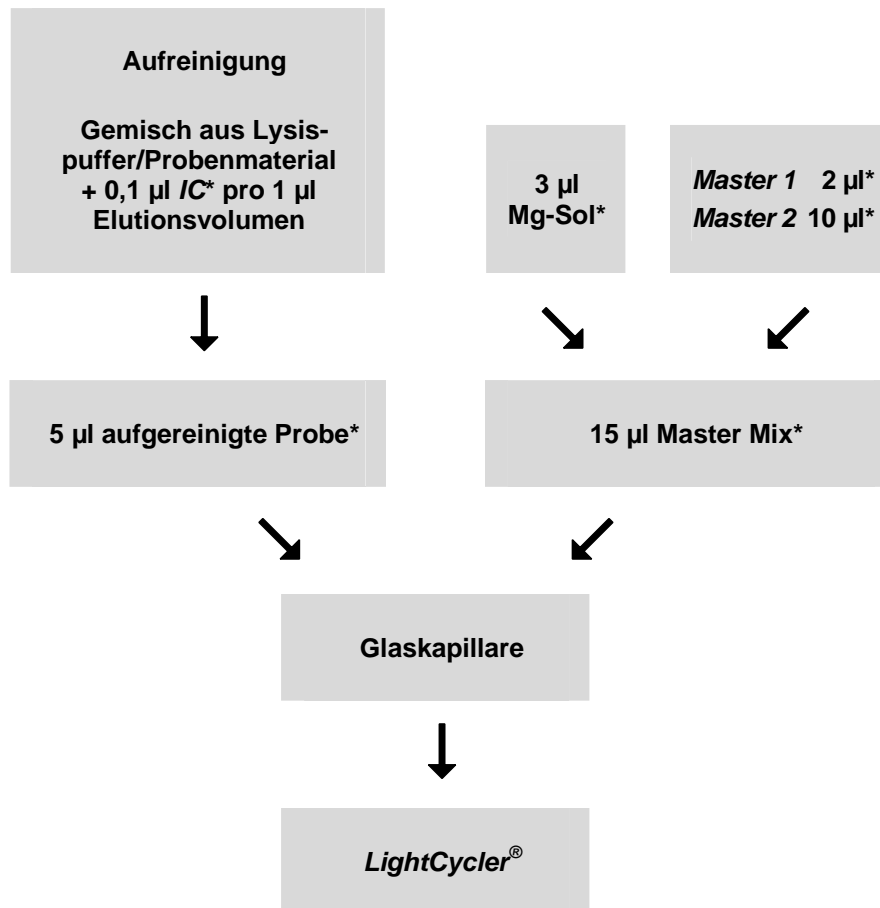 Aufreinigung
Gemisch aus Lysis-
puffer/Probenmaterial
+ 0,1 µl IC* pro 1 µl
Elutionsvolumen
3 µl
Mg-Sol*
Master 1 2 µl*
Master 2 10 µl*
5 µl aufgereinigte Probe*
15 µl Master Mix*
Glaskapillare
LightCycler®